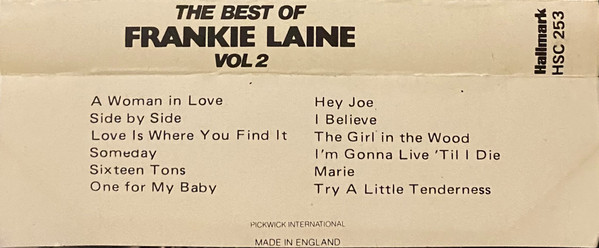 THE BEST OF
FRANKIE LAINE
VOL 2
Hallmark
HSC 253
A Woman in Love
Side by Side
Love Is Where You Find It
Someday
Sixteen Tons
One for My Baby
Hey Joe
I Believe
The Girl in the Wood
I'm Gonna Live 'Til I Die
Marie
Try A Little Tenderness
PICKWICK INTERNATIONAL
MADE IN ENGLAND